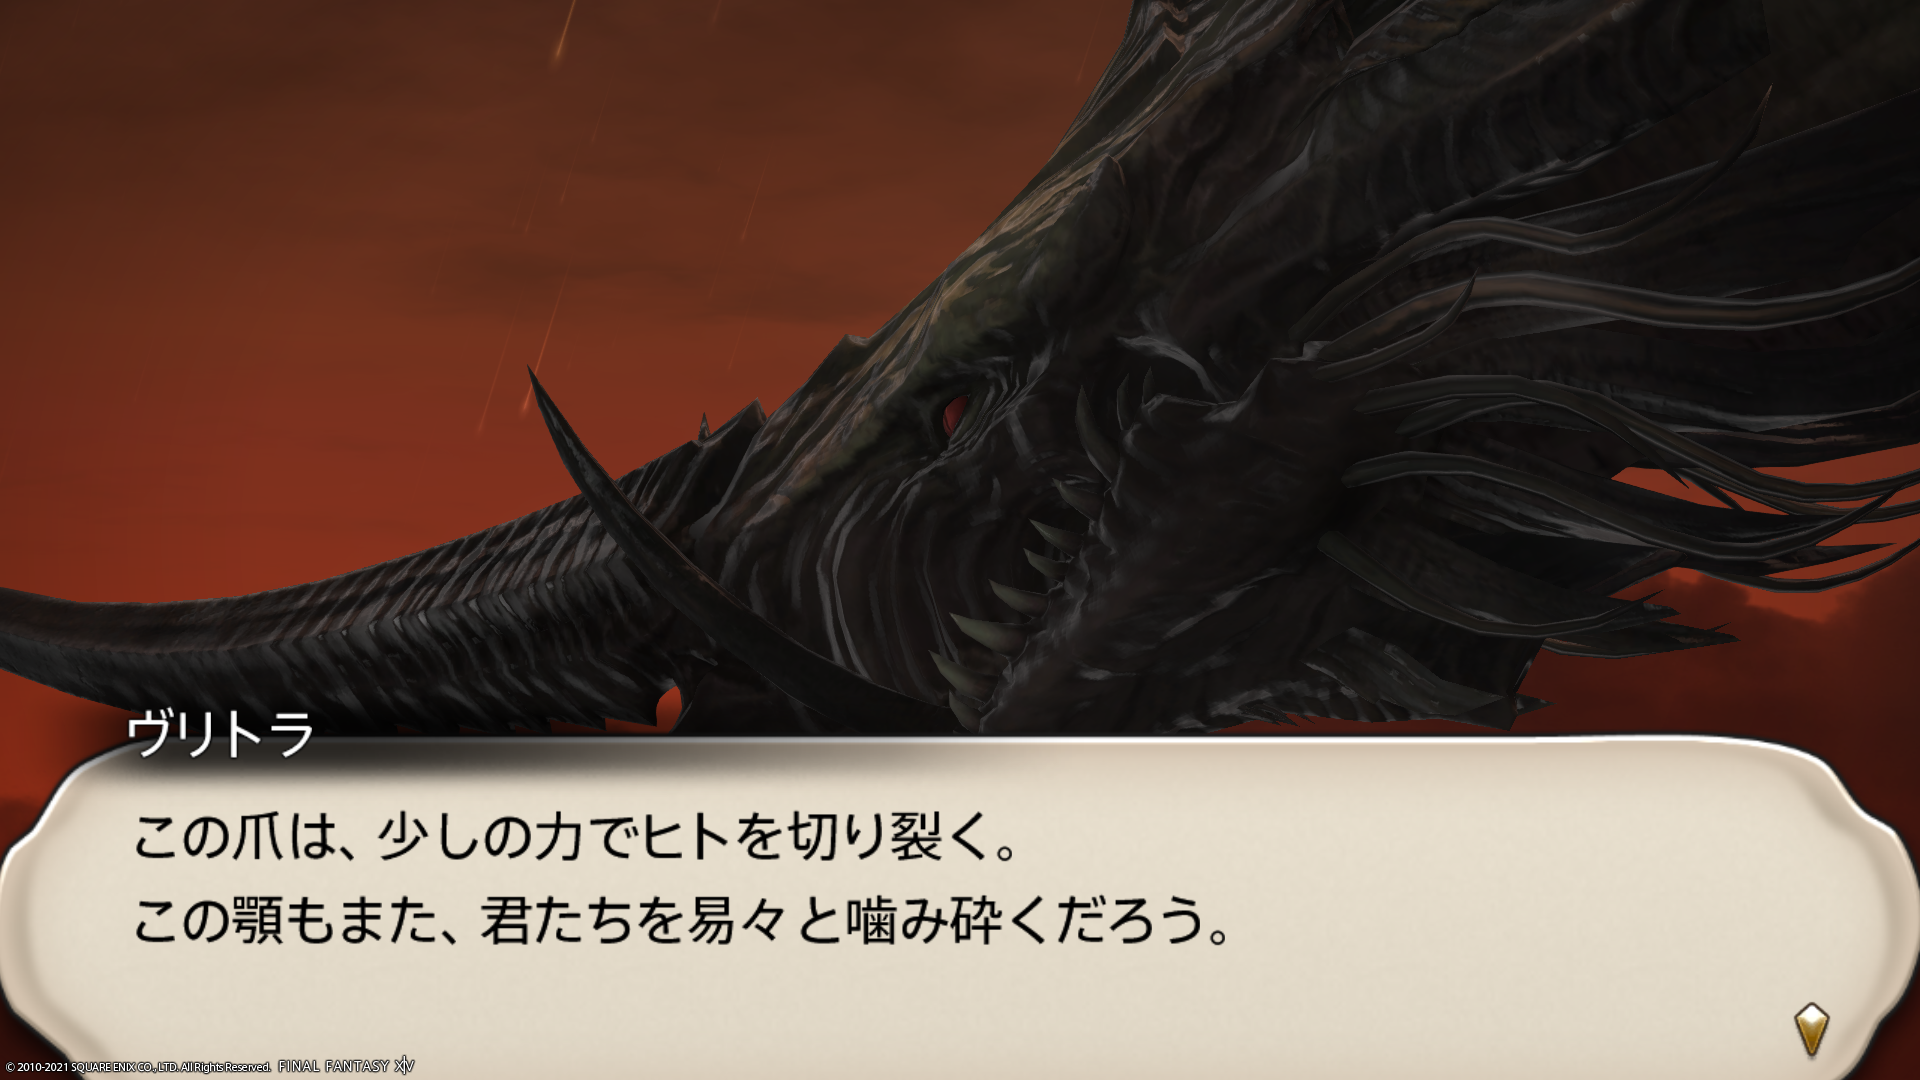 ヴリトラ
この爪は、少しの力でヒトを切り裂く。
この顎もまた、君たちを易々と噛み砕くだろう。
© 2010-2021 SQUARE ENIX CO., LTD. All Rights Reserved. FINAL FANTASY XIV